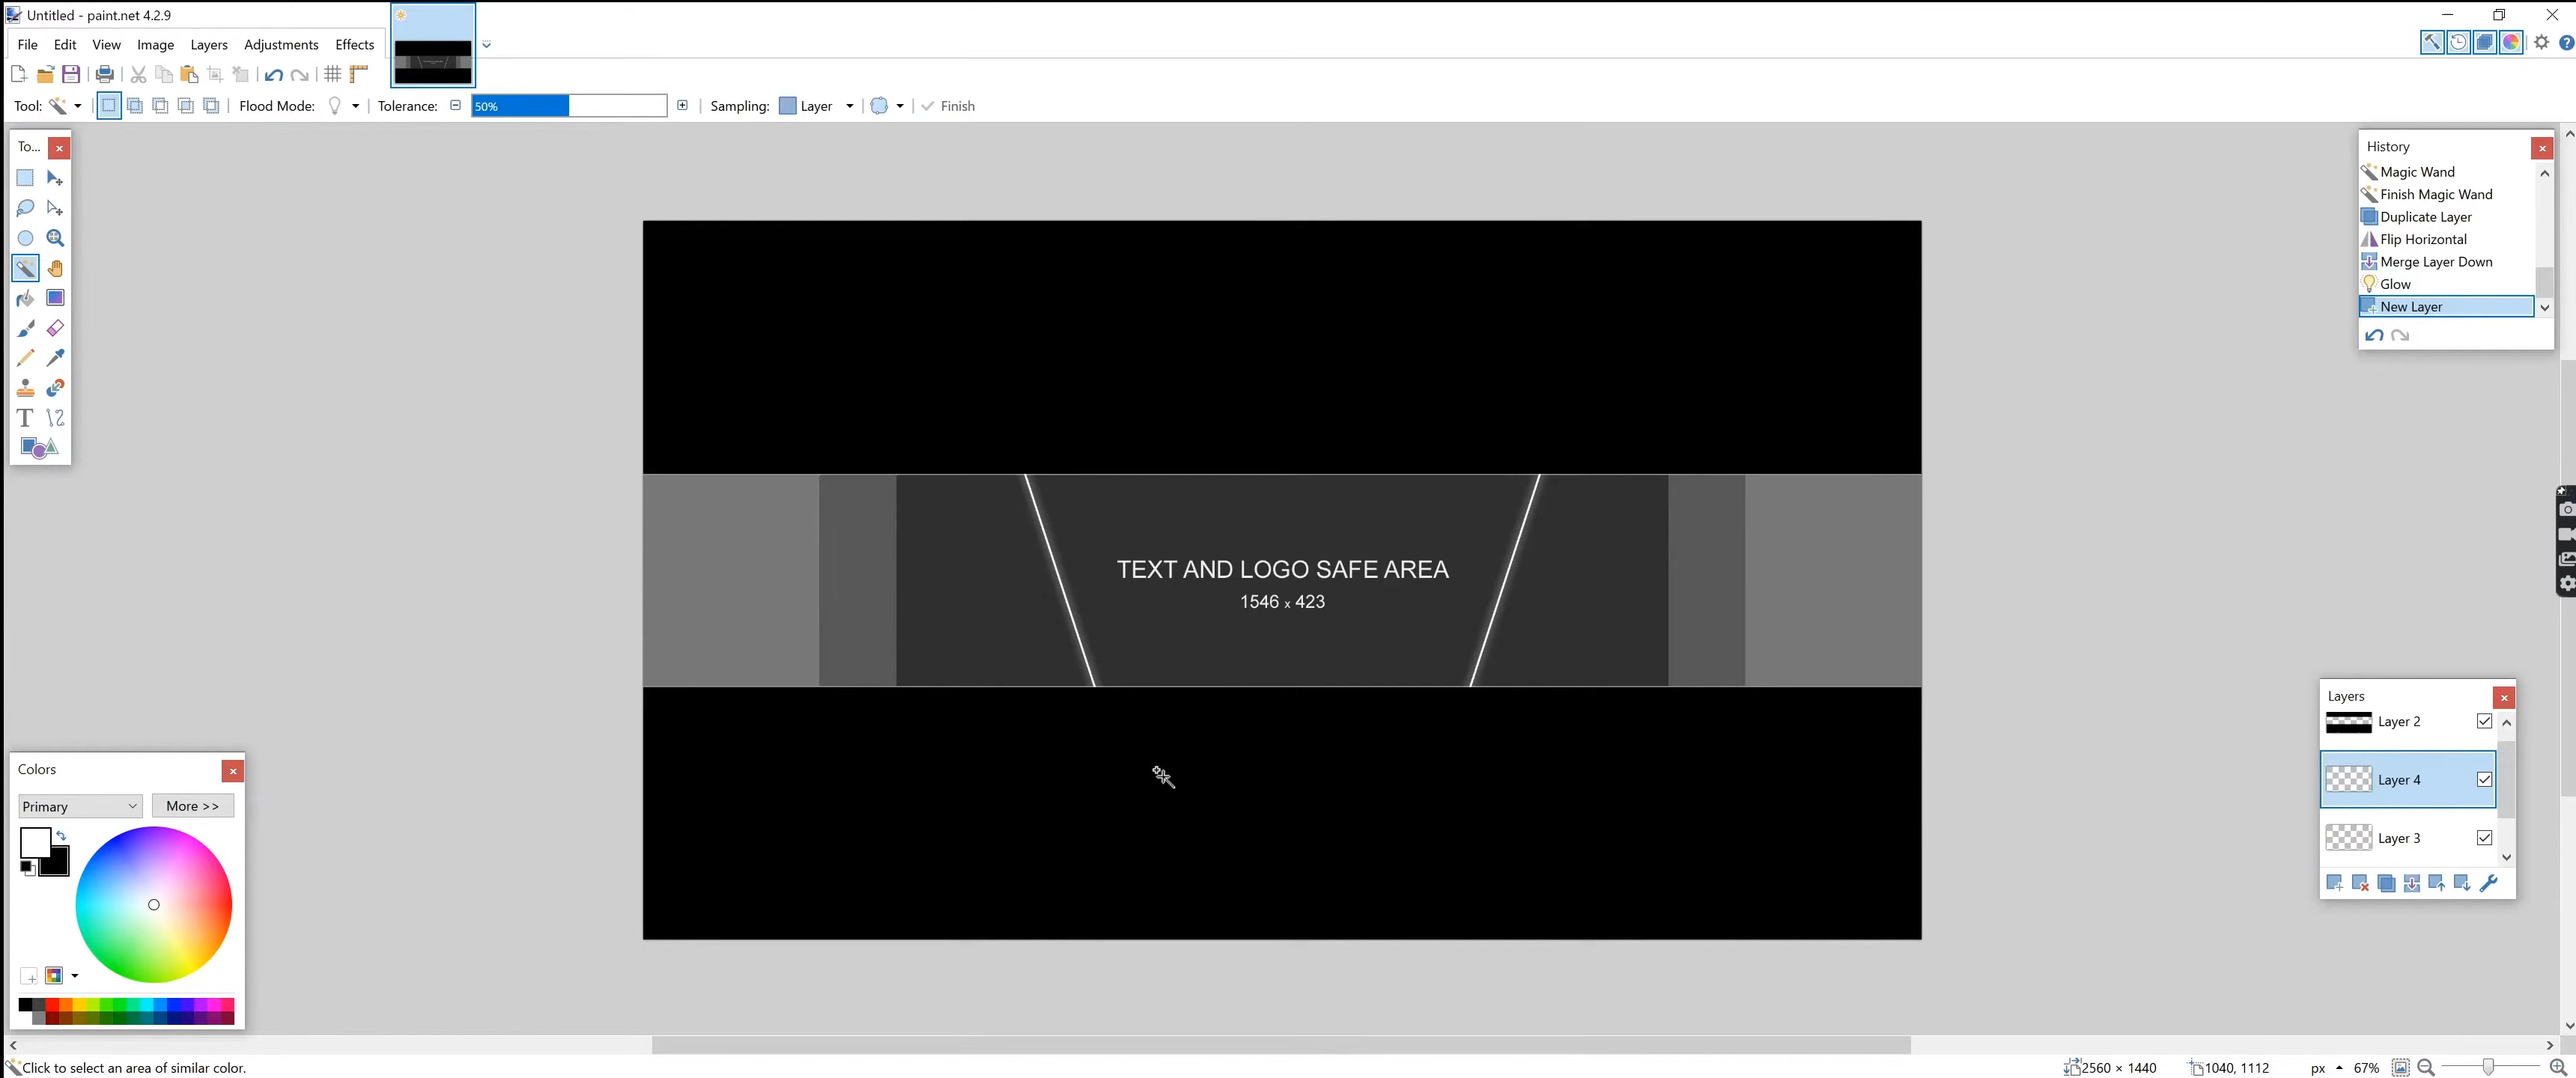 Untitled - paint.net 4.2.9
File Edit View Image Layers Adjustments Effects
Tool: Flood Mode: Tolerance: 50% Sampling: Layer Finish
To...
History
Magic Wand
Finish Magic Wand
Duplicate Layer
Flip Horizontal
Merge Layer Down
Glow
New Layer
TEXT AND LOGO SAFE AREA
1546 x 423
Layers
Layer 2
Layer 4
Layer 3
Colors
Primary More >>
Click to select an area of similar color. 2560 × 1440 1040, 1112 px 67%